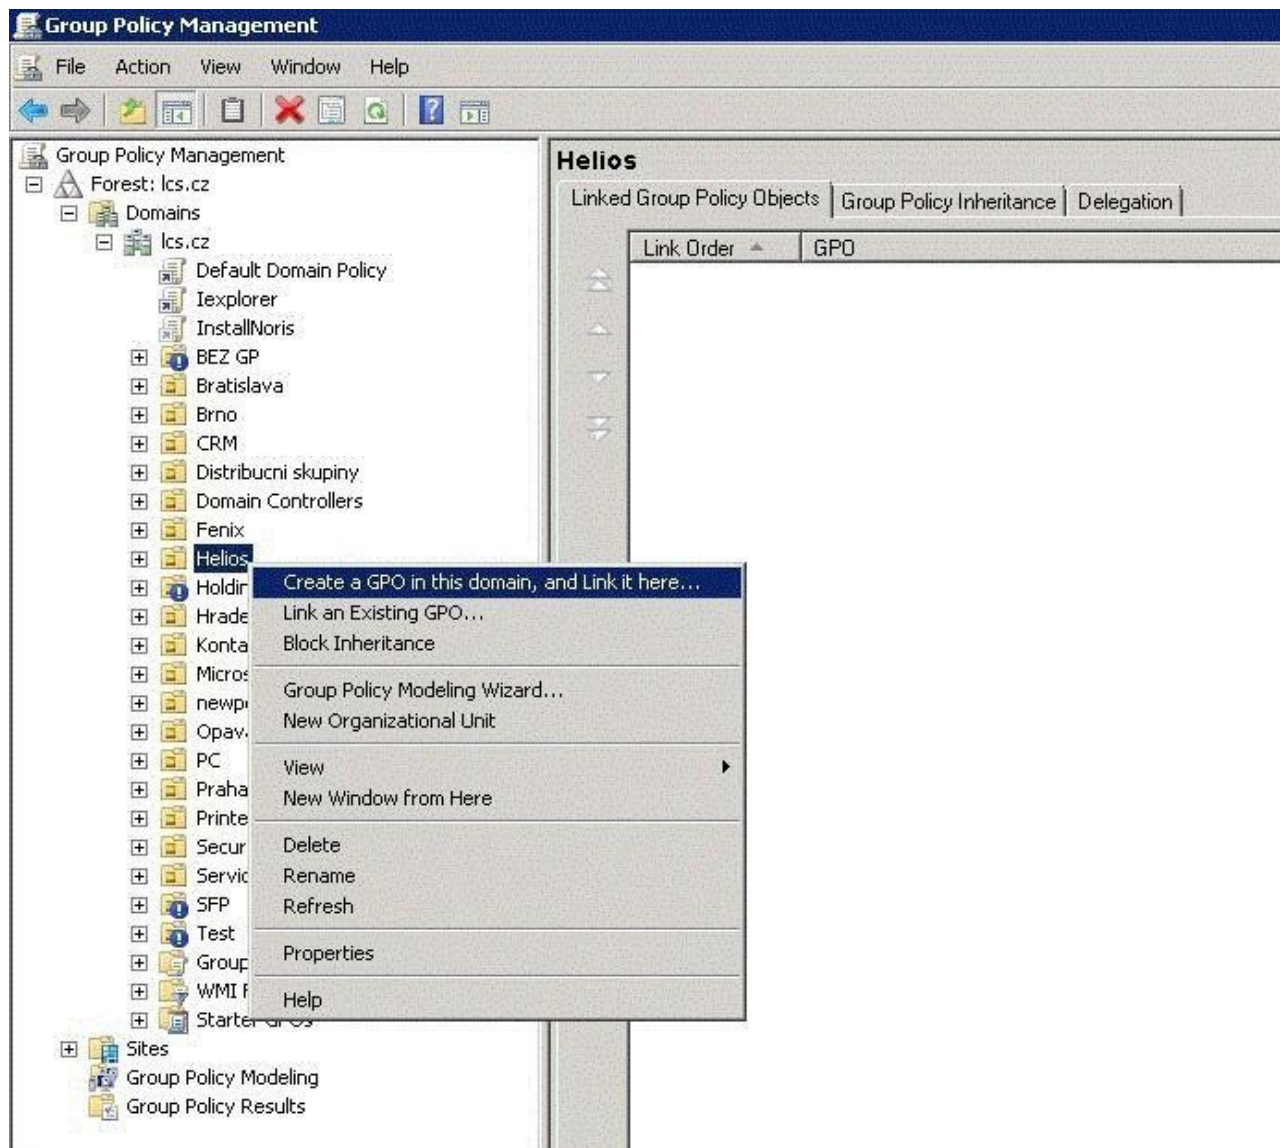 Group Policy Management
File Action View Window Help
Group Policy Management
Forest: lcs.cz
Domains
lcs.cz
Default Domain Policy
Iexplorer
InstallNoris
BEZ GP
Bratislava
Brno
CRM
Distribucni skupiny
Domain Controllers
Fenix
Helios
Holdin
Hrade
Konta
Micros
newp
Opav
PC
Praha
Printe
Secur
Servic
SFP
Test
Group
WMI F
Starter GPOs
Sites
Group Policy Modeling
Group Policy Results
Helios
Linked Group Policy Objects Group Policy Inheritance Delegation
Link Order GPO
Create a GPO in this domain, and Link it here...
Link an Existing GPO...
Block Inheritance
Group Policy Modeling Wizard...
New Organizational Unit
View
New Window from Here
Delete
Rename
Refresh
Properties
Help